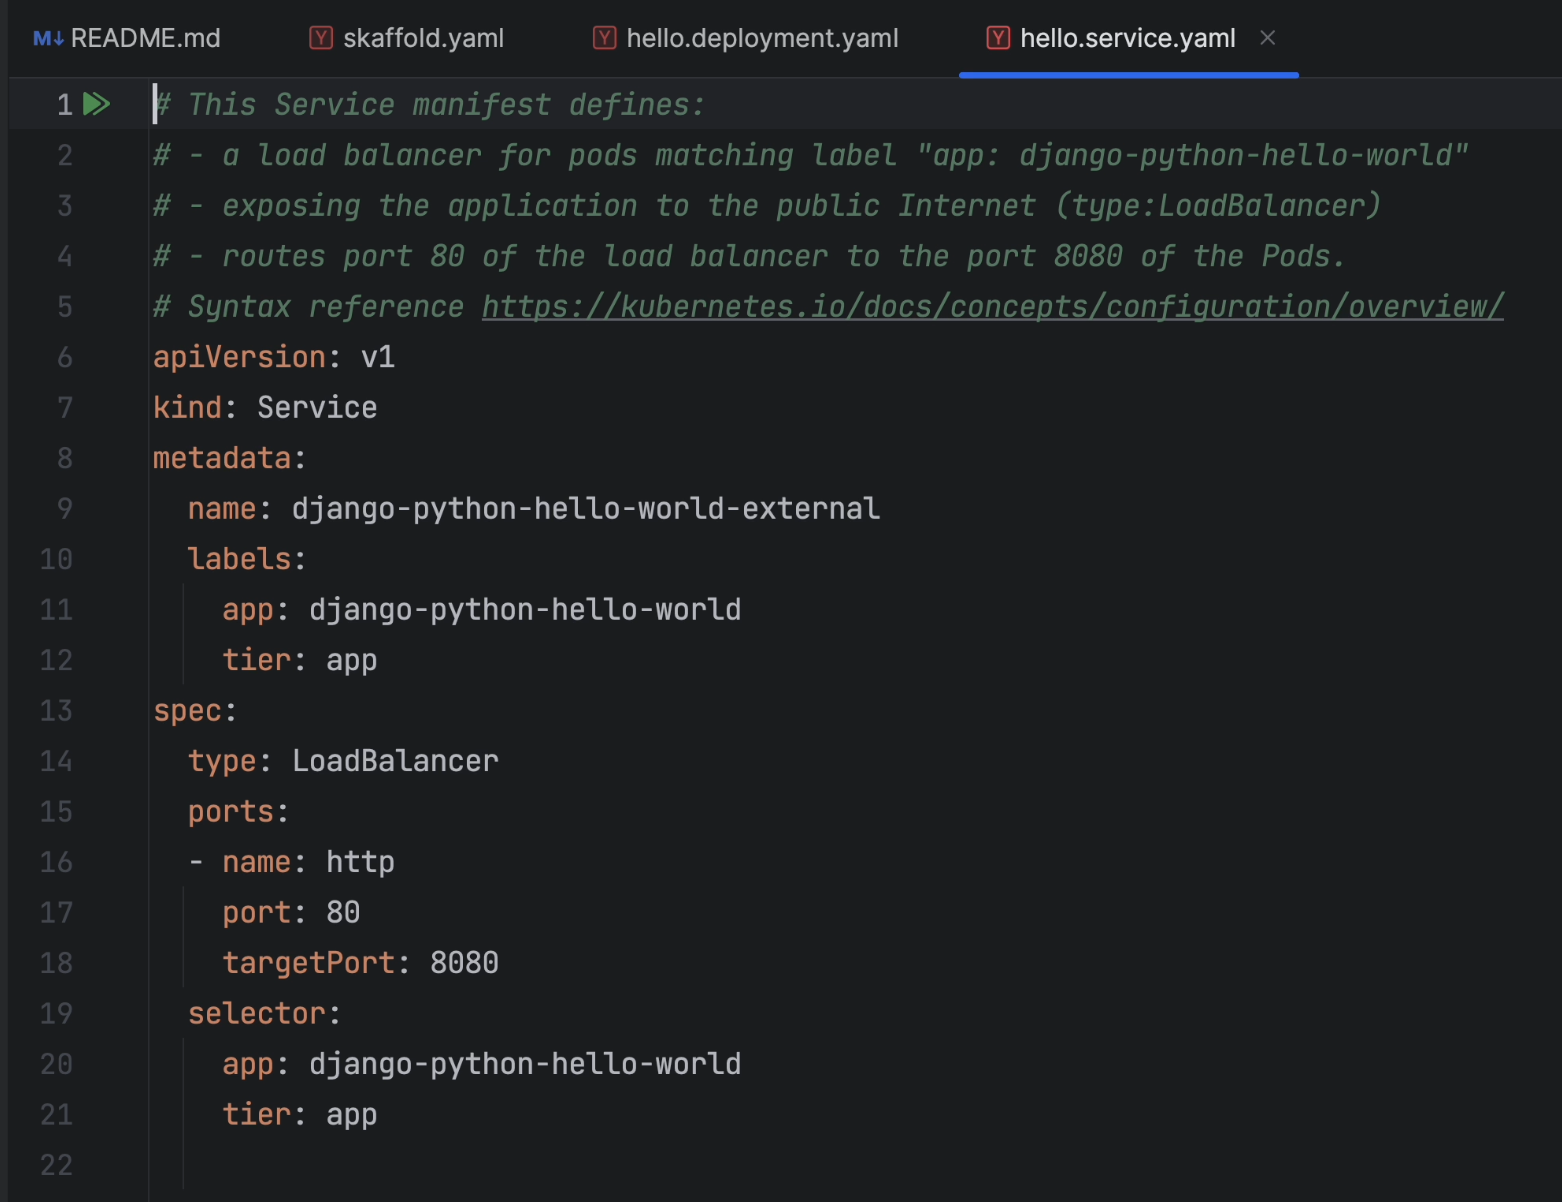 M↓ README.md Y skaffold.yaml Y hello.deployment.yaml Y hello.service.yaml ×
1 # This Service manifest defines:
2 # - a load balancer for pods matching label "app: django-python-hello-world"
3 # - exposing the application to the public Internet (type:LoadBalancer)
4 # - routes port 80 of the load balancer to the port 8080 of the Pods.
5 # Syntax reference https://kubernetes.io/docs/concepts/configuration/overview/
6 apiVersion: v1
7 kind: Service
8 metadata:
9   name: django-python-hello-world-external
10   labels:
11     app: django-python-hello-world
12     tier: app
13 spec:
14   type: LoadBalancer
15   ports:
16   - name: http
17     port: 80
18     targetPort: 8080
19   selector:
20     app: django-python-hello-world
21     tier: app
22